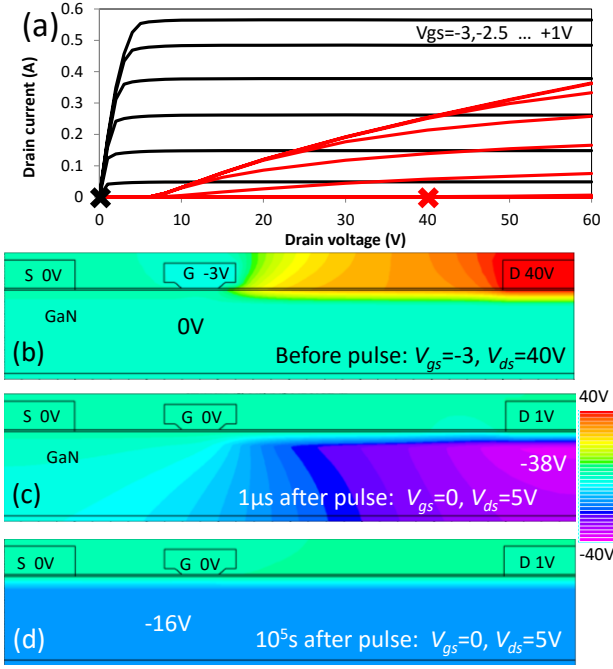 (a)
Vgs=-3,-2.5 ... +1V
Drain current (A)
0.6
0.5
0.4
0.3
0.2
0.1
0
0 10 20 30 40 50 60
Drain voltage (V)
S 0V
G -3V
D 40V
GaN
0V
(b)
Before pulse: Vgs=-3, Vds=40V
S 0V
G 0V
D 1V
GaN
-38V
(c)
1µs after pulse: Vgs=0, Vds=5V
40V
-40V
S 0V
G 0V
D 1V
-16V
(d)
10⁵s after pulse: Vgs=0, Vds=5V